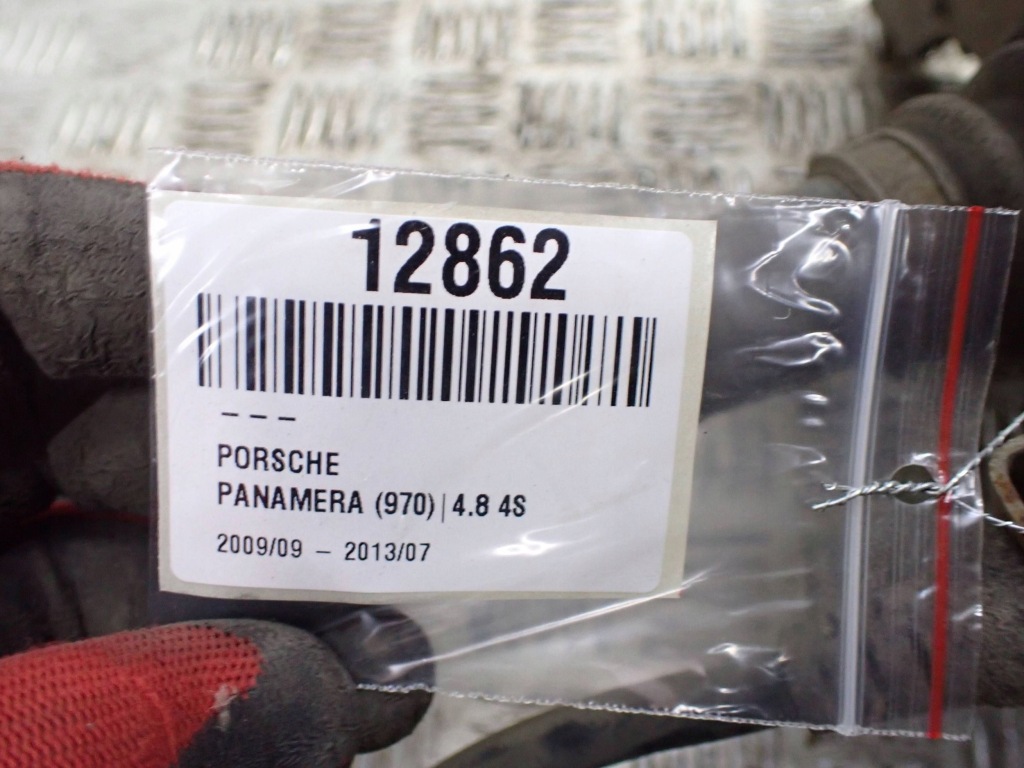 12862
– – –
PORSCHE
PANAMERA (970) | 4.8 4S
2009/09 – 2013/07